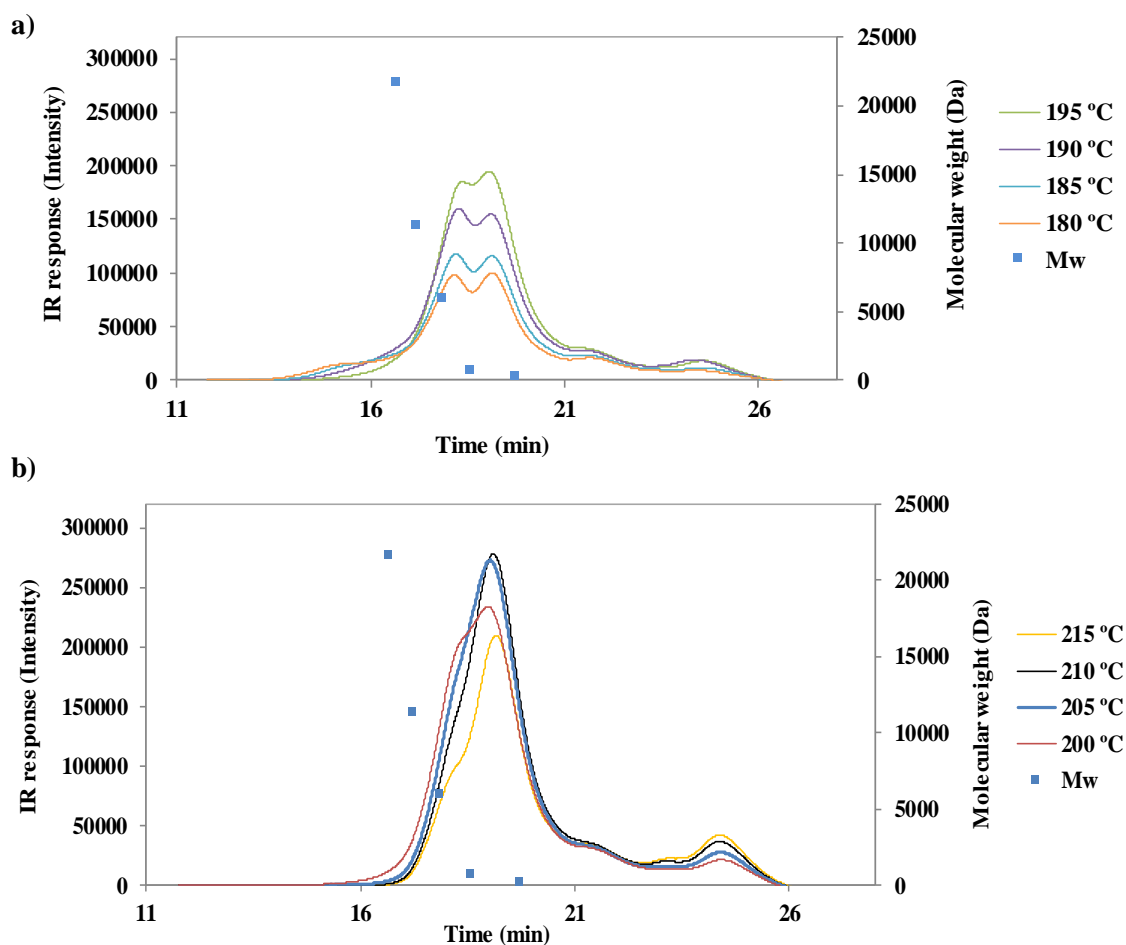 a)
300000
250000
200000
150000
100000
50000
0
IR response (Intensity)
25000
20000
15000
10000
5000
0
Molecular weight (Da)
11
16
21
26
Time (min)
195 ºC
190 ºC
185 ºC
180 ºC
Mw
b)
300000
250000
200000
150000
100000
50000
0
IR response (Intensity)
25000
20000
15000
10000
5000
0
Molecular weight (Da)
11
16
21
26
Time (min)
215 ºC
210 ºC
205 ºC
200 ºC
Mw